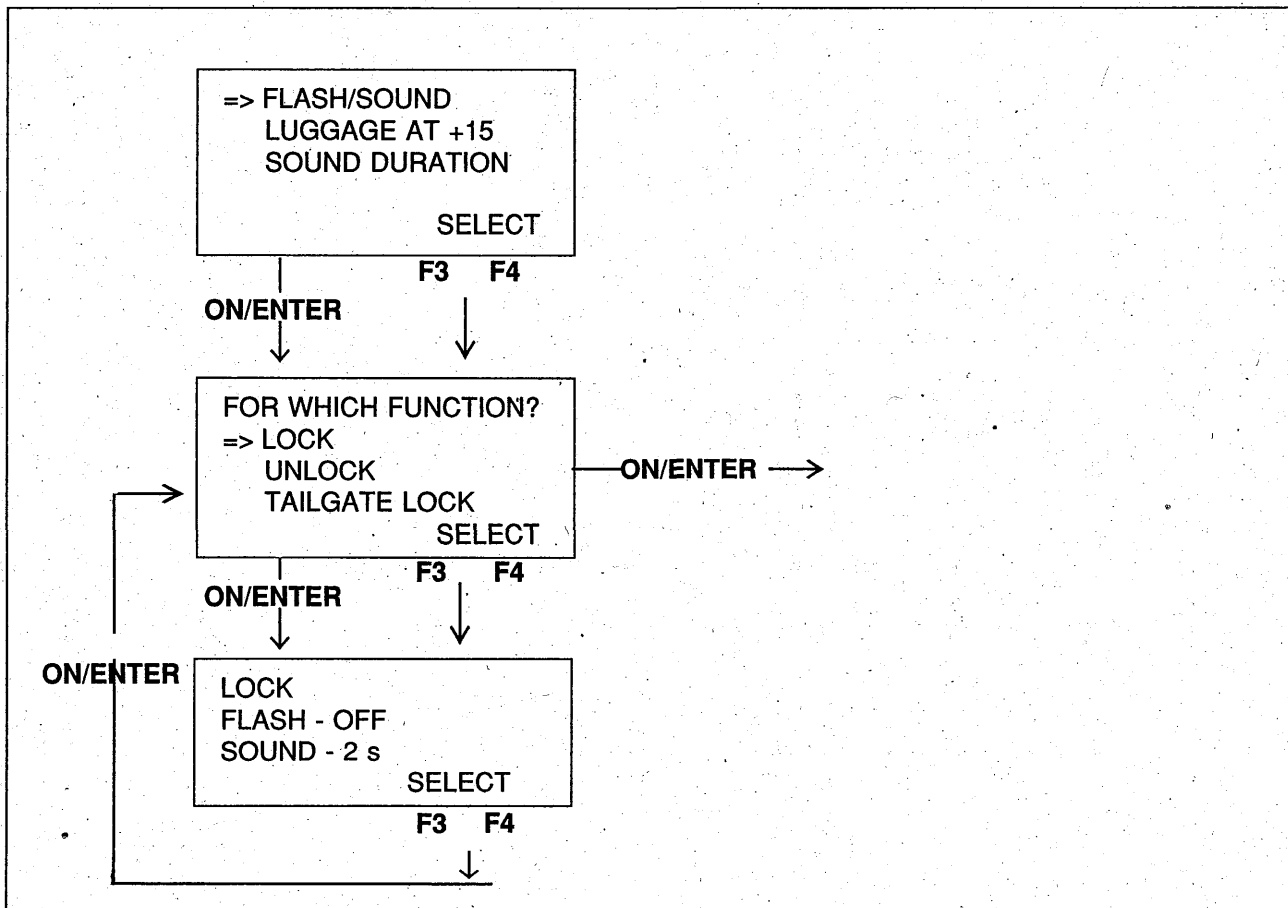 => FLASH/SOUND
LUGGAGE AT +15
SOUND DURATION
SELECT
F3 F4
ON/ENTER
FOR WHICH FUNCTION?
=> LOCK
UNLOCK
TAILGATE LOCK
SELECT
ON/ENTER
F3 F4
ON/ENTER
ON/ENTER
LOCK
FLASH - OFF
SOUND - 2 s
SELECT
F3 F4